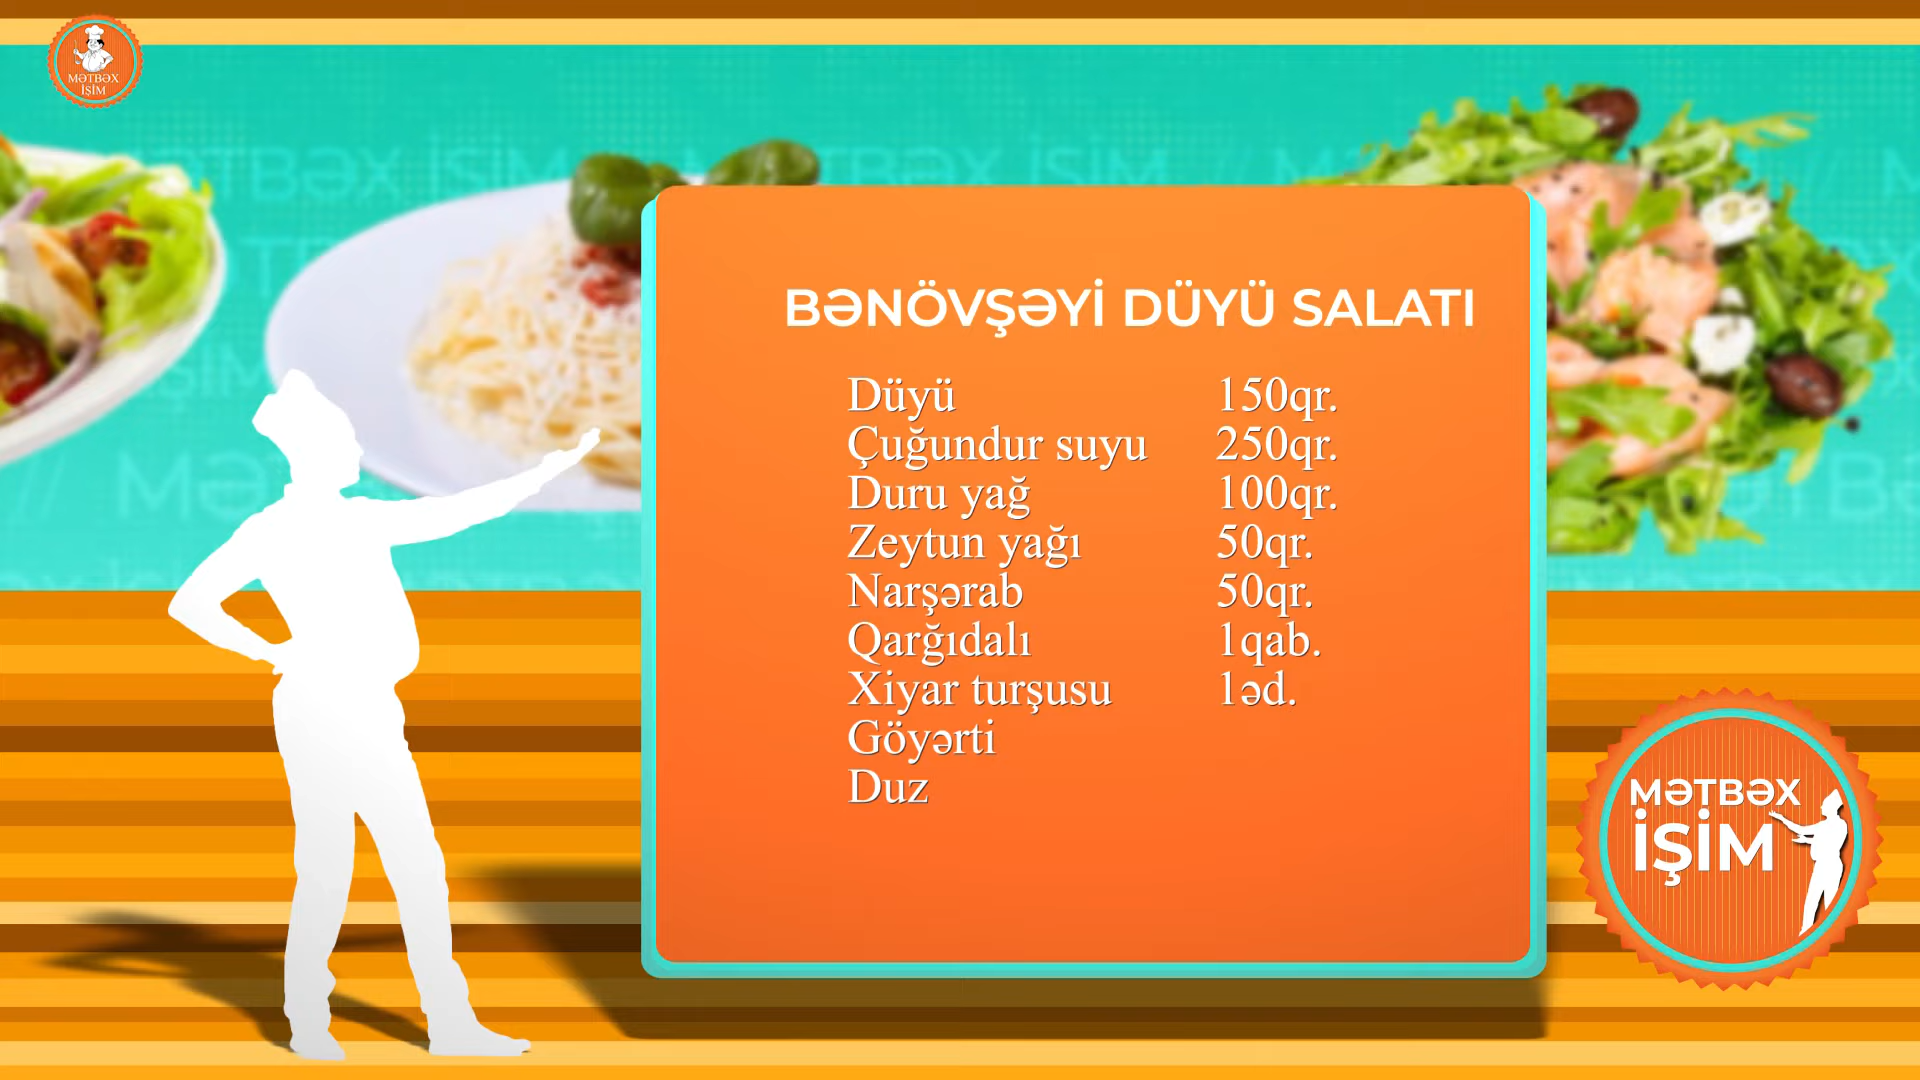 MƏTBƏX
İŞİM
BƏNÖVŞƏYİ DÜYÜ SALATI
Düyü 150qr.
Çuğundur suyu 250qr.
Duru yağ 100qr.
Zeytun yağı 50qr.
Narşərab 50qr.
Qarğıdalı 1qab.
Xiyar turşusu 1əd.
Göyərti
Duz
MƏTBƏX
İŞİM